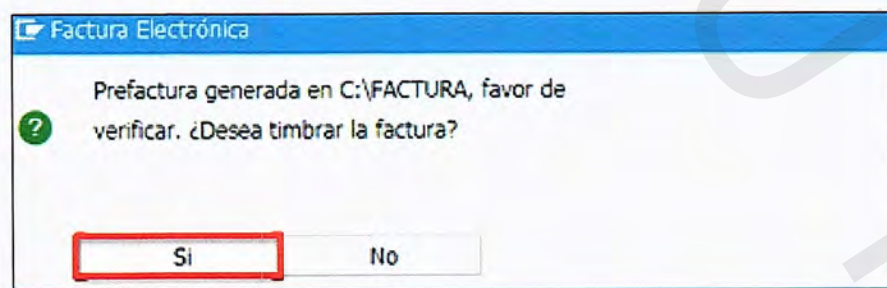 Factura Electrónica
Prefactura generada en C:\FACTURA, favor de
verificar. ¿Desea timbrar la factura?
Si
No